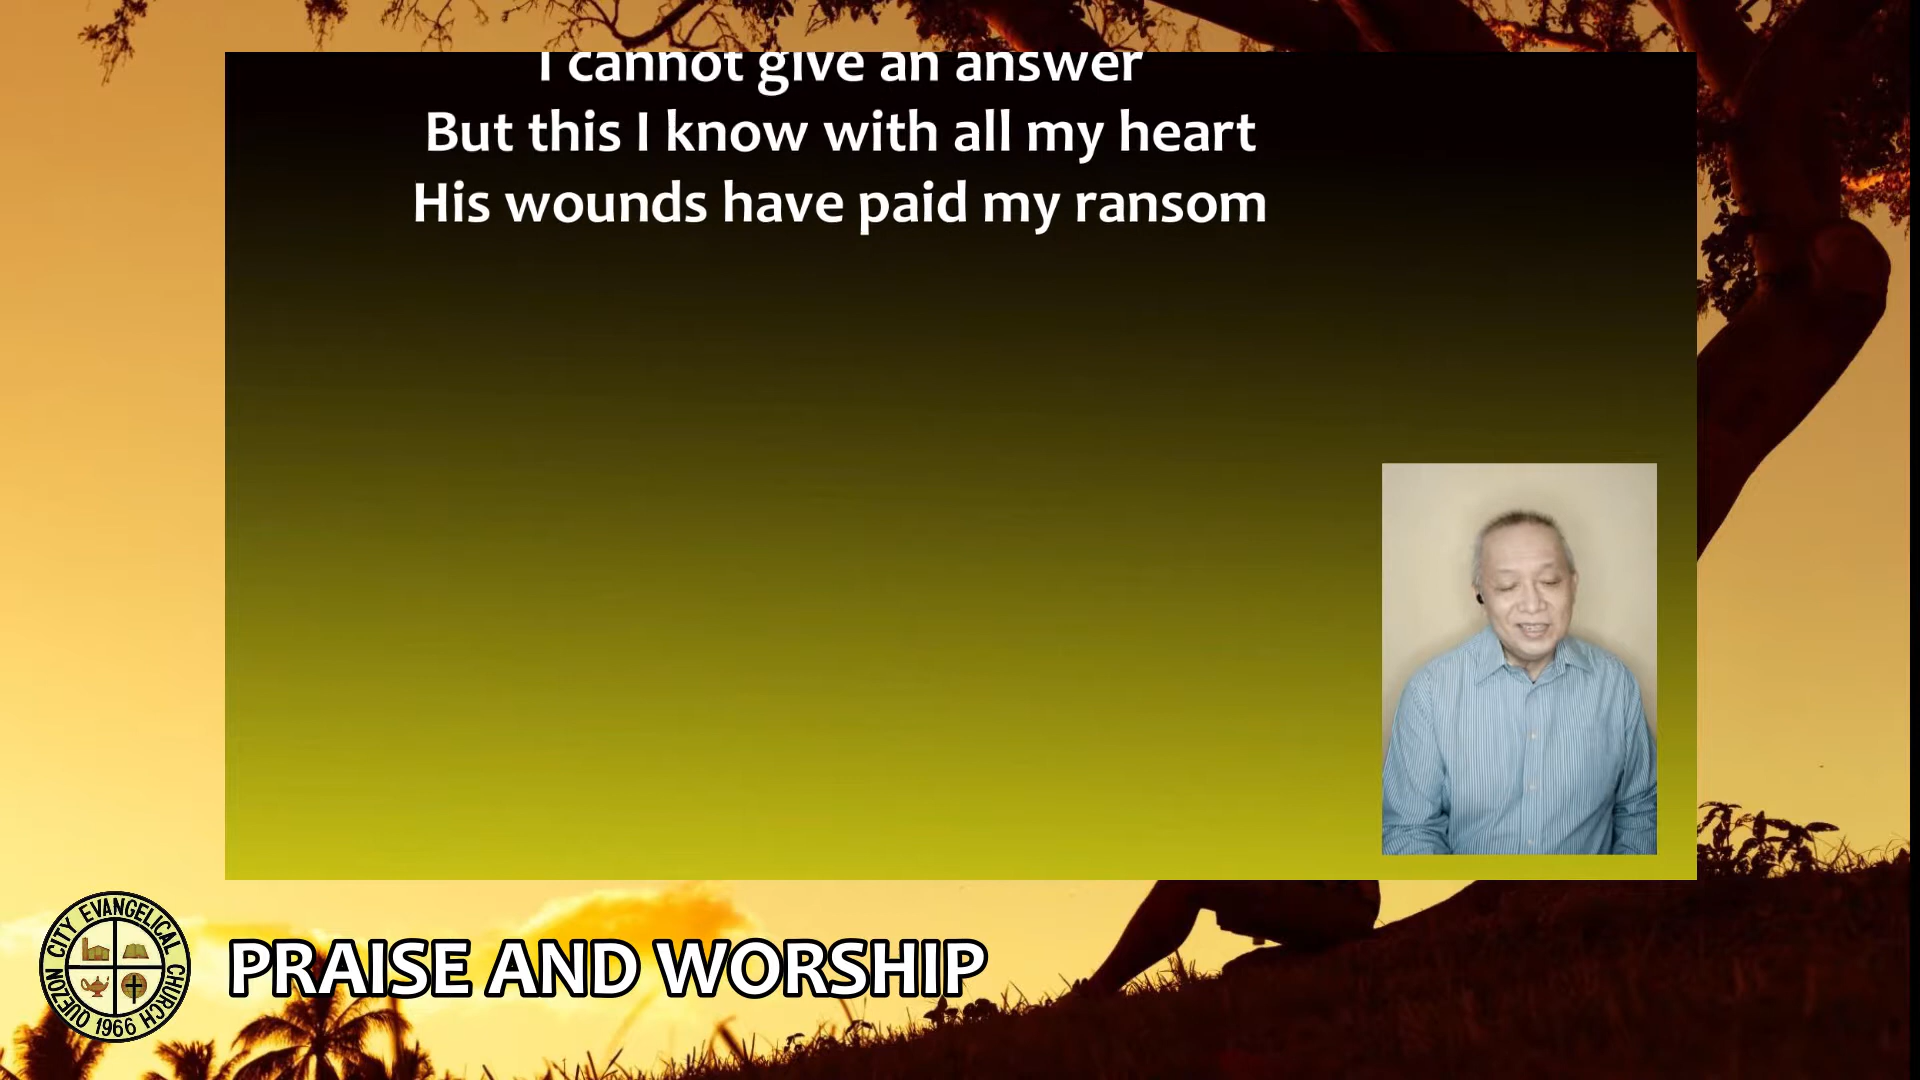 I cannot give an answer
But this I know with all my heart
His wounds have paid my ransom
QUEZON CITY EVANGELICAL CHURCH
1966
PRAISE AND WORSHIP